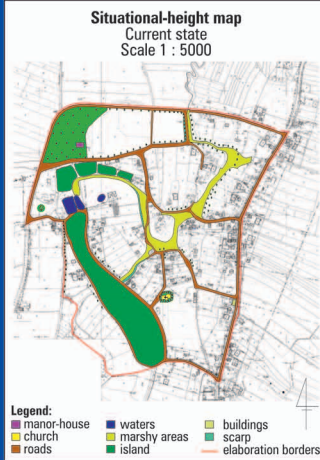 Situational-height map
Current state
Scale 1 : 5000
Legend:
manor-house
church
roads
waters
marshy areas
island
buildings
scarp
elaboration borders